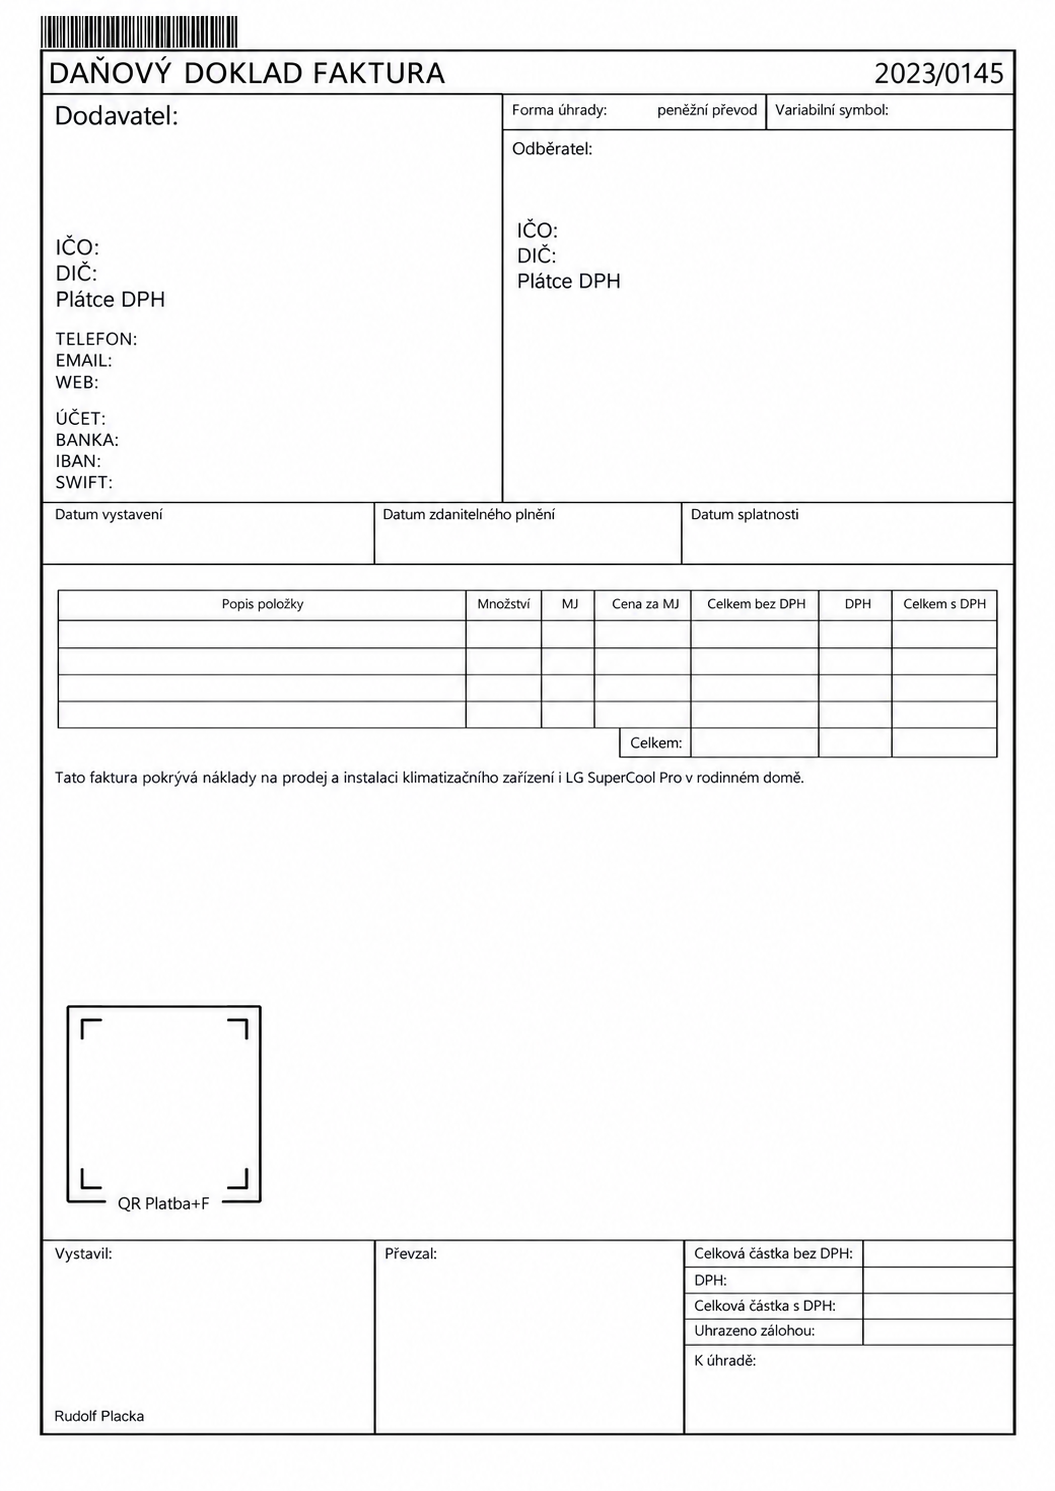 DAŇOVÝ DOKLAD FAKTURA 2023/0145
Dodavatel:
IČO:
DIČ:
Plátce DPH
TELEFON:
EMAIL:
WEB:
ÚČET:
BANKA:
IBAN:
SWIFT:
Forma úhrady: peněžní převod Variabilní symbol:
Odběratel:
IČO:
DIČ:
Plátce DPH
Datum vystavení Datum zdanitelného plnění Datum splatnosti
Popis položky Množství MJ Cena za MJ Celkem bez DPH DPH Celkem s DPH
Celkem:
Tato faktura pokrývá náklady na prodej a instalaci klimatizačního zařízení i LG SuperCool Pro v rodinném domě.
QR Platba+F
Vystavil:
Rudolf Placka
Převzal:
Celková částka bez DPH:
DPH:
Celková částka s DPH:
Uhrazeno zálohou:
K úhradě: